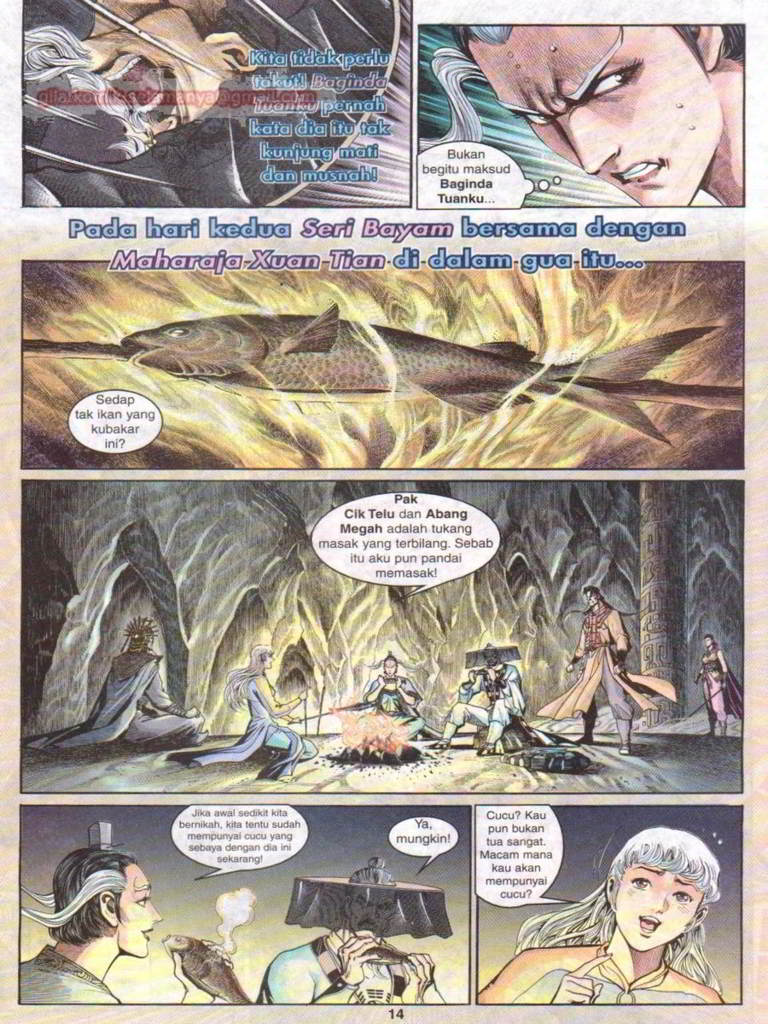 Kita tidak perlu
takut! Baginda
Tuanku pernah
kata dia itu tak
kunjung mati
dan musnah!
Bukan
begitu maksud
Baginda
Tuanku...
Pada hari kedua Seri Bayam bersama dengan
Maharaja Xuan Tian di dalam gua itu...
Sedap
tak ikan yang
kubakar
ini?
Pak
Cik Telu dan Abang
Megah adalah tukang
masak yang terbilang. Sebab
itu aku pun pandai
memasak!
Jika awal sedikit kita
bernikah, kita tentu sudah
mempunyai cucu yang
sebaya dengan dia ini
sekarang!
Ya,
mungkin!
Cucu? Kau
pun bukan
tua sangat.
Macam mana
kau akan
mempunyai
cucu?
14